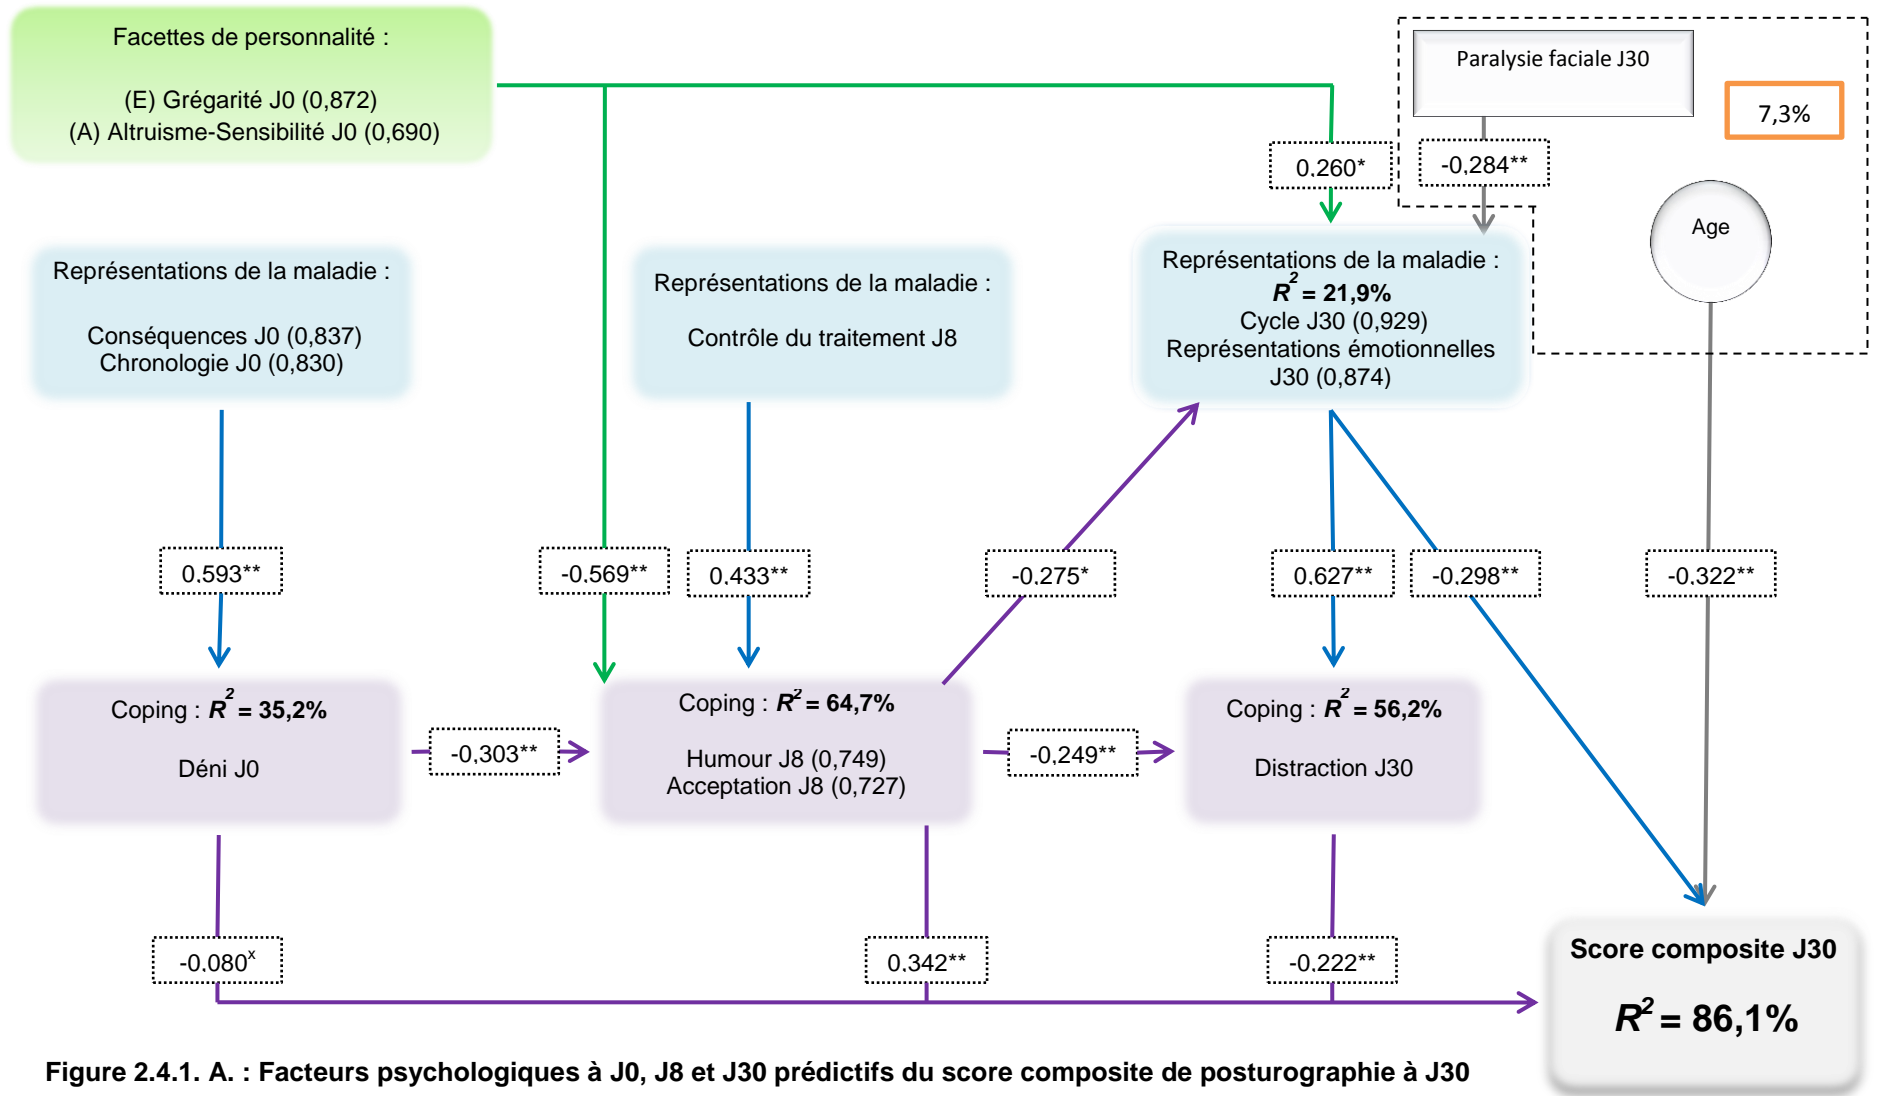 Facettes de personnalité :
(E) Grégarité J0 (0,872)
(A) Altruisme-Sensibilité J0 (0,690)
Paralysie faciale J30
7,3%
0,260*
-0,284**
Age
Représentations de la maladie :
Conséquences J0 (0,837)
Chronologie J0 (0,830)
Représentations de la maladie :
Contrôle du traitement J8
Représentations de la maladie :
R² = 21,9%
Cycle J30 (0,929)
Représentations émotionnelles
J30 (0,874)
0,593**
-0,569**
0,433**
-0,275*
0,627**
-0,298**
-0,322**
Coping : R² = 35,2%
Déni J0
-0,303**
Coping : R² = 64,7%
Humour J8 (0,749)
Acceptation J8 (0,727)
-0,249**
Coping : R² = 56,2%
Distraction J30
-0,080ˣ
0,342**
-0,222**
Score composite J30
R² = 86,1%
Figure 2.4.1. A. : Facteurs psychologiques à J0, J8 et J30 prédictifs du score composite de posturographie à J30